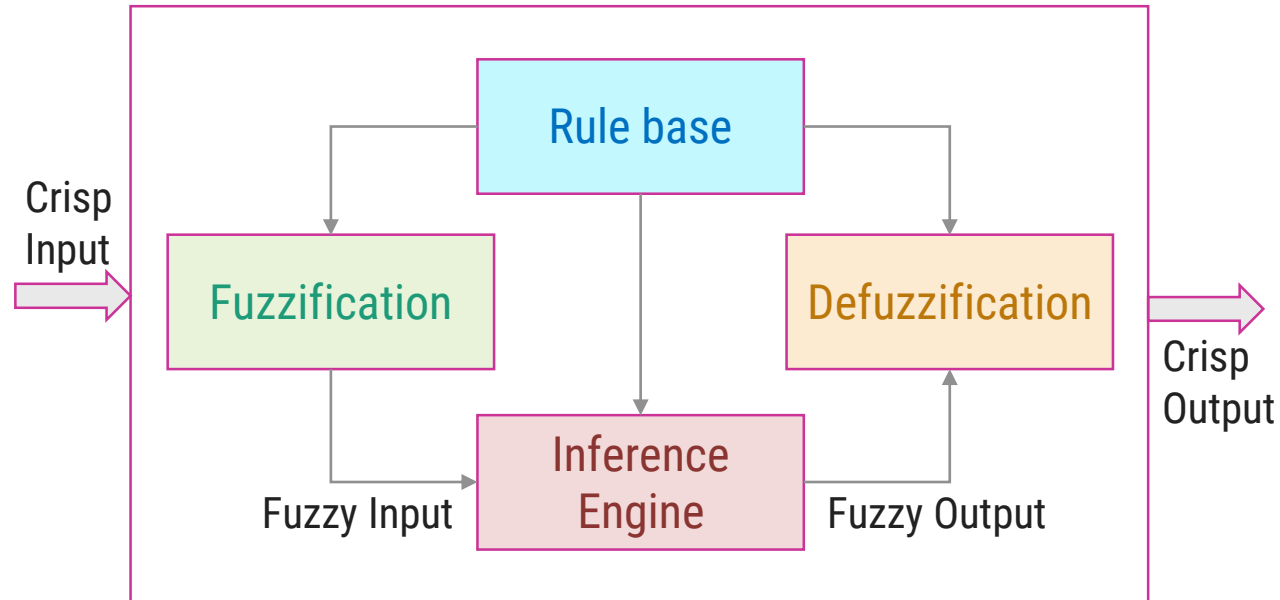 Rule base
Crisp
Input
Fuzzification
Defuzzification
Crisp
Output
Inference
Engine
Fuzzy Input
Fuzzy Output